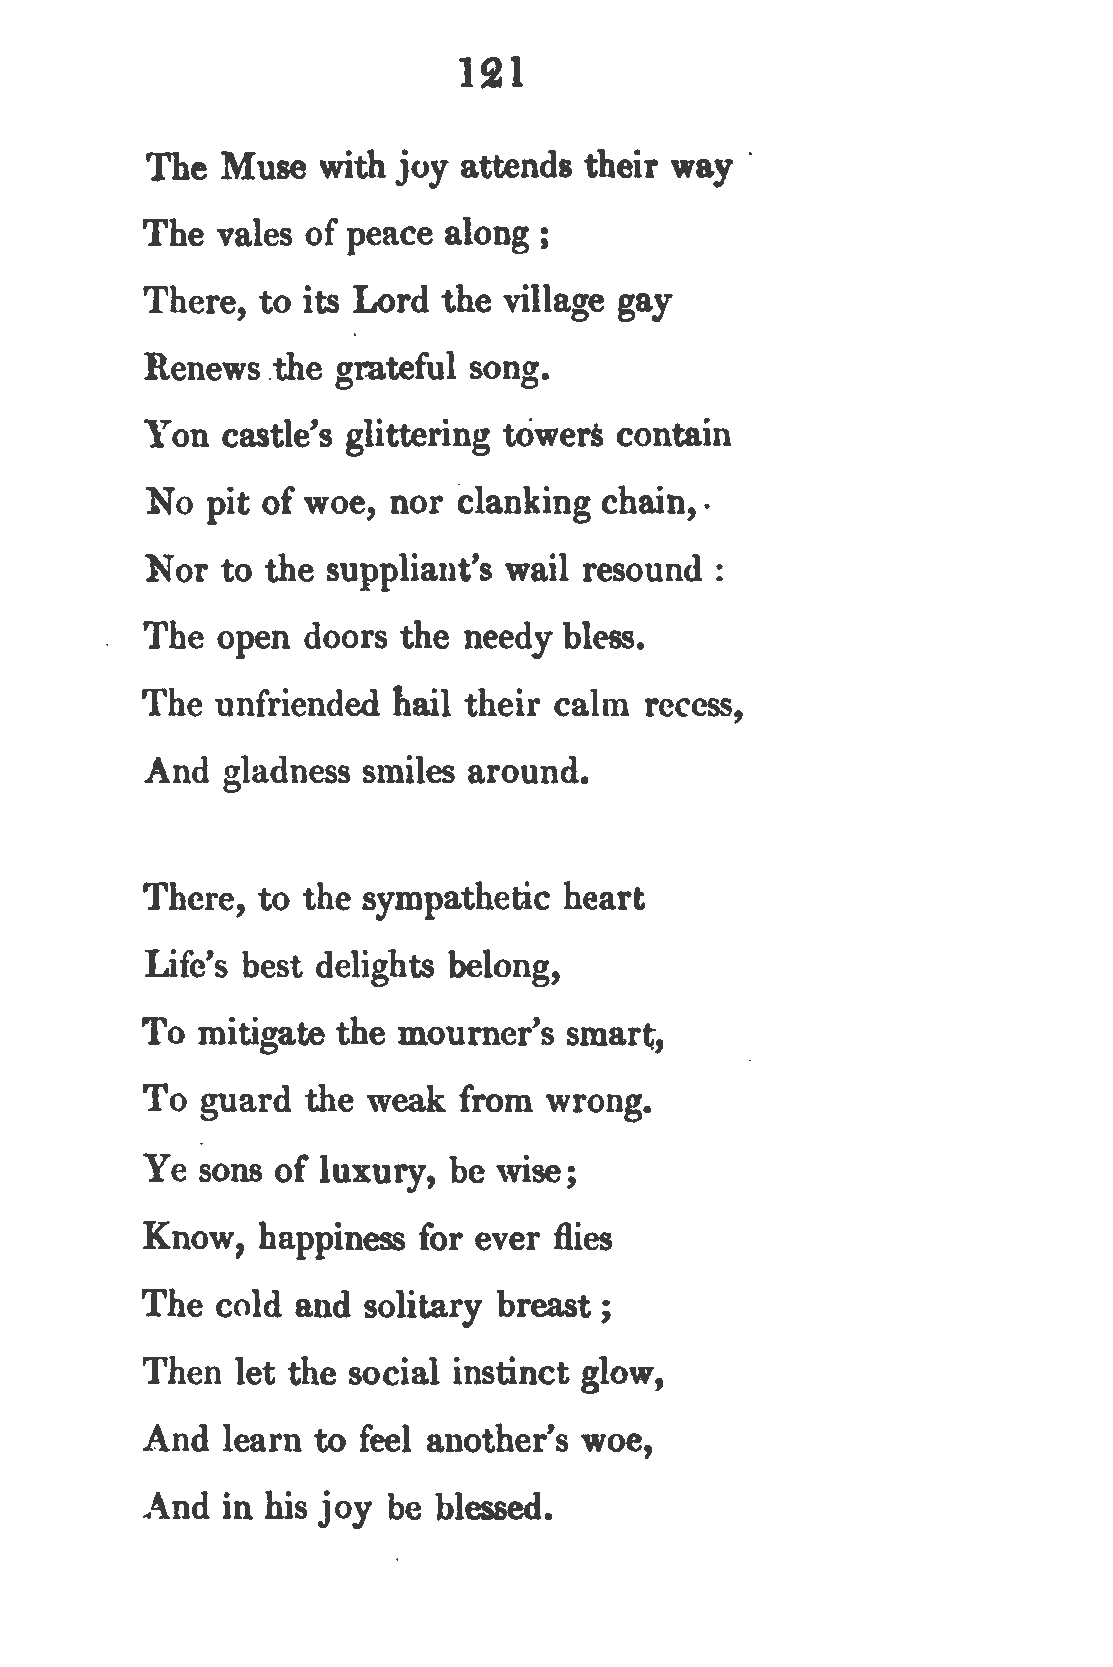 121
The Muse with joy attends their way
The vales of peace along ;
There, to its Lord the village gay
Renews the grateful song.
Yon castle's glittering towers contain
No pit of woe, nor clanking chain,
Nor to the suppliant's wail resound :
The open doors the needy bless.
The unfriended hail their calm recess,
And gladness smiles around.
There, to the sympathetic heart
Life's best delights belong,
To mitigate the mourner's smart,
To guard the weak from wrong.
Ye sons of luxury, be wise;
Know, happiness for ever flies
The cold and solitary breast ;
Then let the social instinct glow,
And learn to feel another's woe,
And in his joy be blessed.